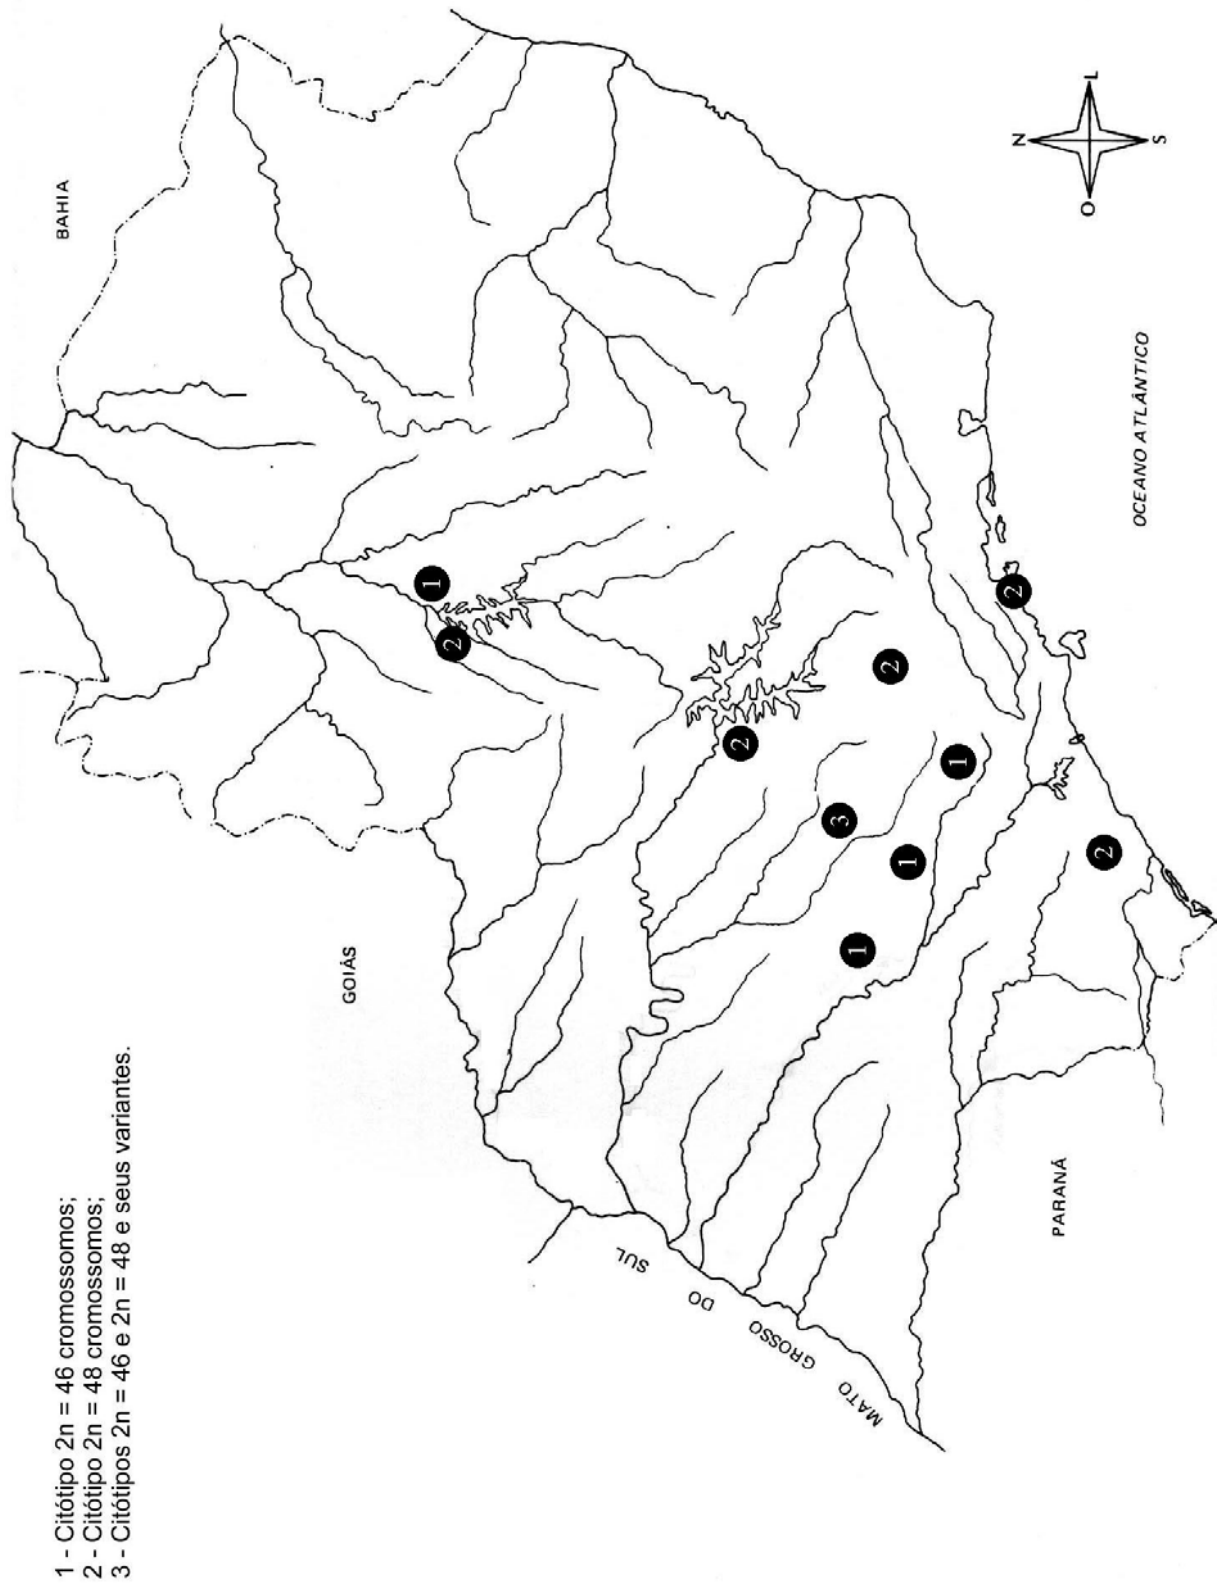 1 - Citótipo 2n = 46 cromossomos;
2 - Citótipo 2n = 48 cromossomos;
3 - Citótipos 2n = 46 e 2n = 48 e seus variantes.
BAHIA
GOIÁS
MATO GROSSO DO SUL
PARANÁ
OCEANO ATLÂNTICO
N
O
L
S
1
2
2
2
2
3
1
1
1
2